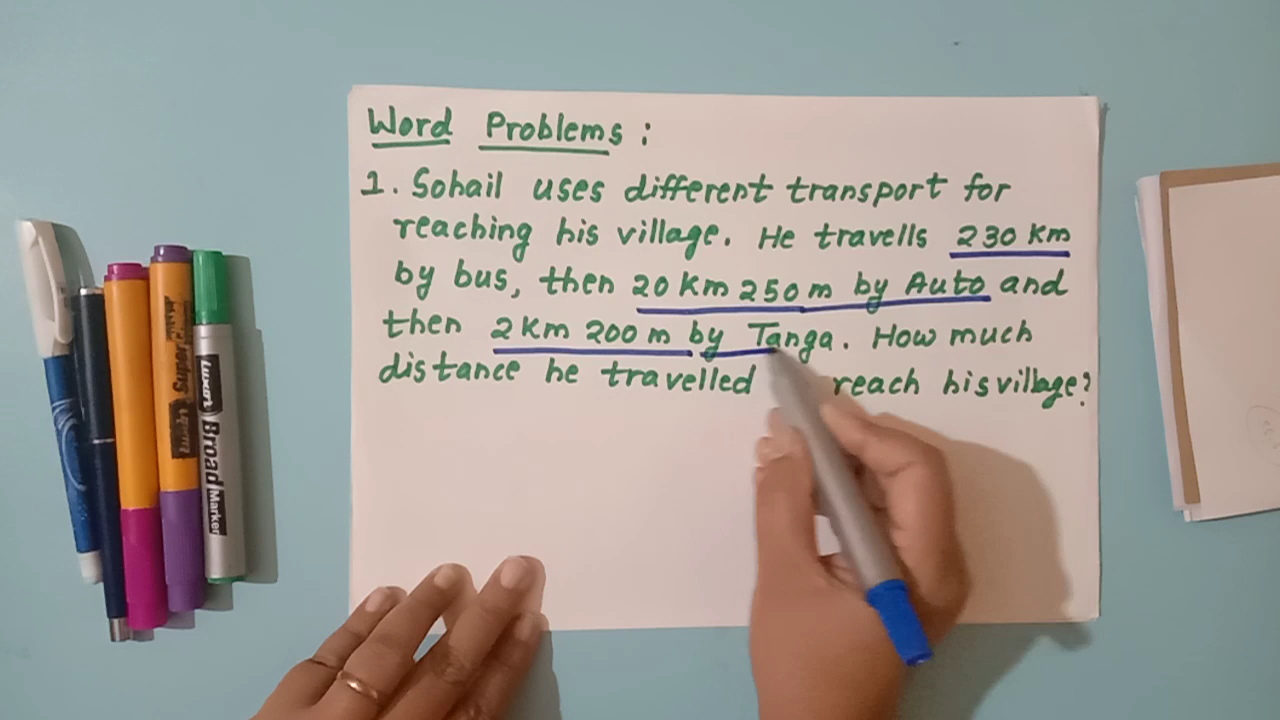 Word Problems :
1. Sohail uses different transport for
reaching his village. He travells 230 Km
by bus, then 20 Km 250 m by Auto and
then 2 Km 200 m by Tanga. How much
distance he travelled reach his village?
Luxor Broad Marker